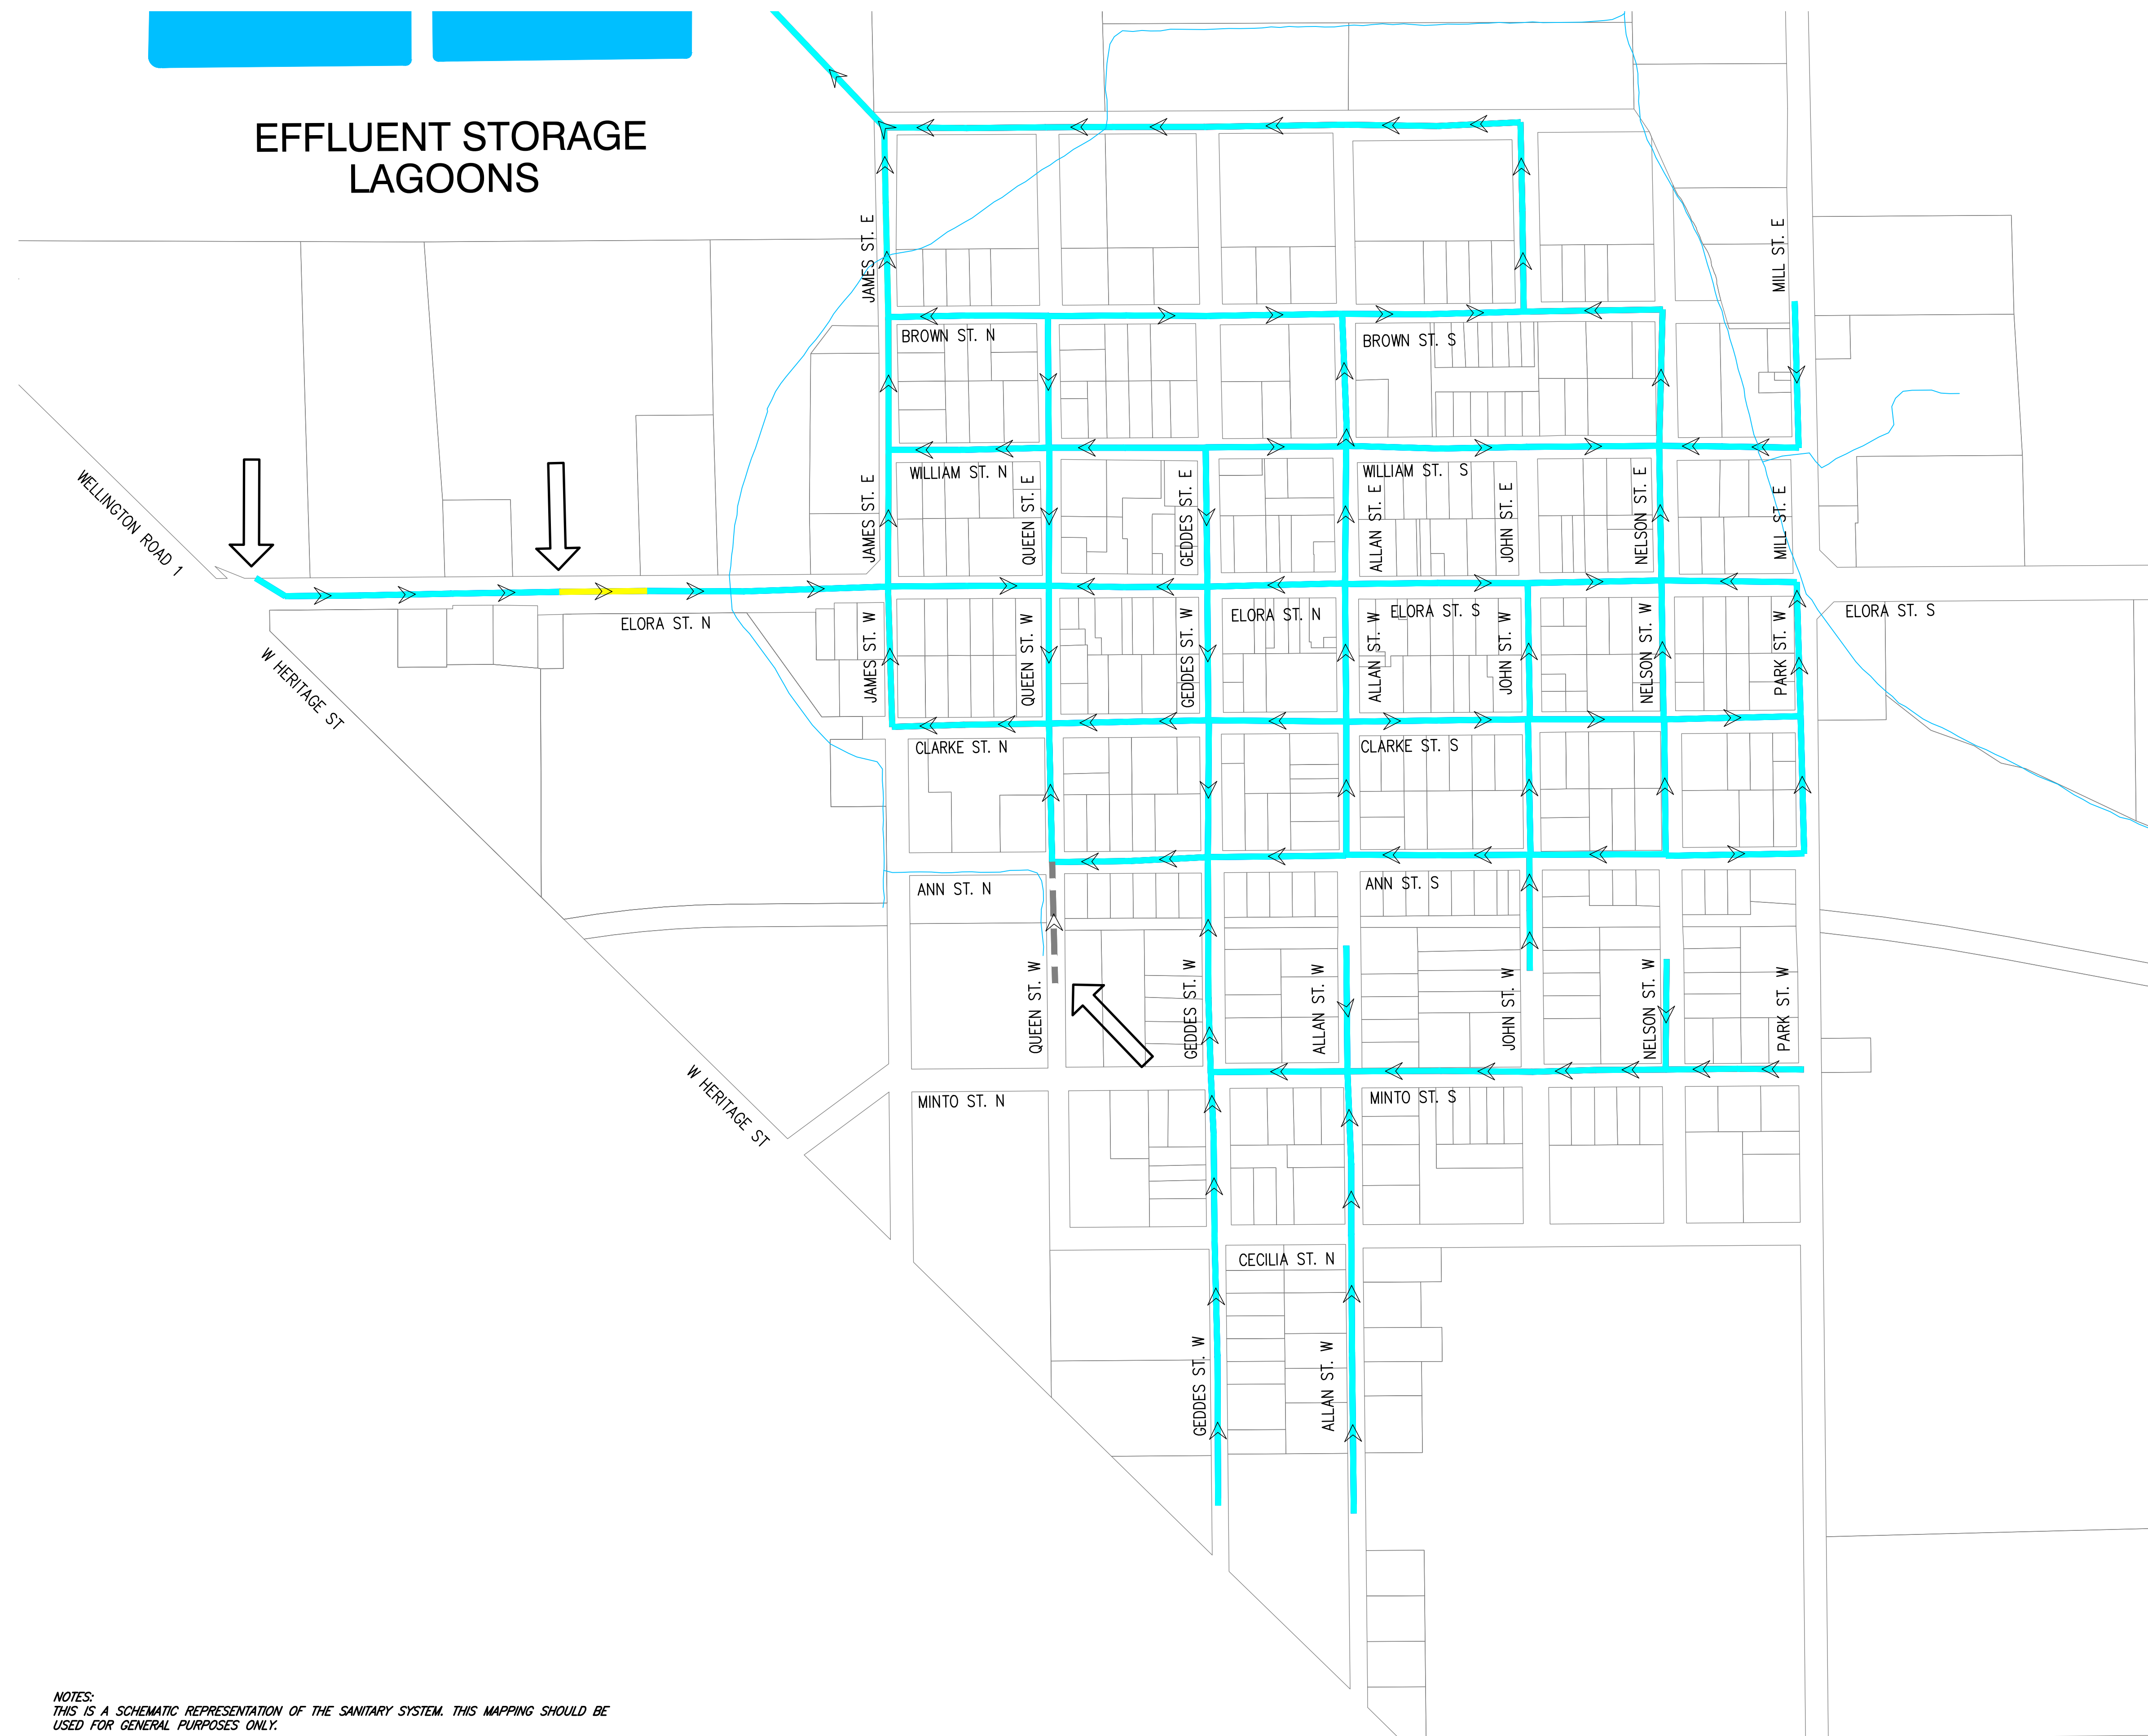 EFFLUENT STORAGE
LAGOONS
JAMES ST. E
MILL ST. E
BROWN ST. N
BROWN ST. S
WELLINGTON ROAD 1
WILLIAM ST. N
WILLIAM ST. S
JAMES ST. E
QUEEN ST. E
GEDDES ST. E
ALLAN ST. E
JOHN ST. E
NELSON ST. E
MILL ST. E
ELORA ST. N
ELORA ST. N
ELORA ST. S
ELORA ST. S
JAMES ST. W
QUEEN ST. W
GEDDES ST. W
ALLAN ST. W
JOHN ST. W
NELSON ST. W
PARK ST. W
W HERITAGE ST
CLARKE ST. N
CLARKE ST. S
ANN ST. N
ANN ST. S
QUEEN ST. W
GEDDES ST. W
ALLAN ST. W
JOHN ST. W
NELSON ST. W
PARK ST. W
W HERITAGE ST
MINTO ST. N
MINTO ST. S
CECILIA ST. N
GEDDES ST. W
ALLAN ST. W
NOTES:
THIS IS A SCHEMATIC REPRESENTATION OF THE SANITARY SYSTEM. THIS MAPPING SHOULD BE
USED FOR GENERAL PURPOSES ONLY.